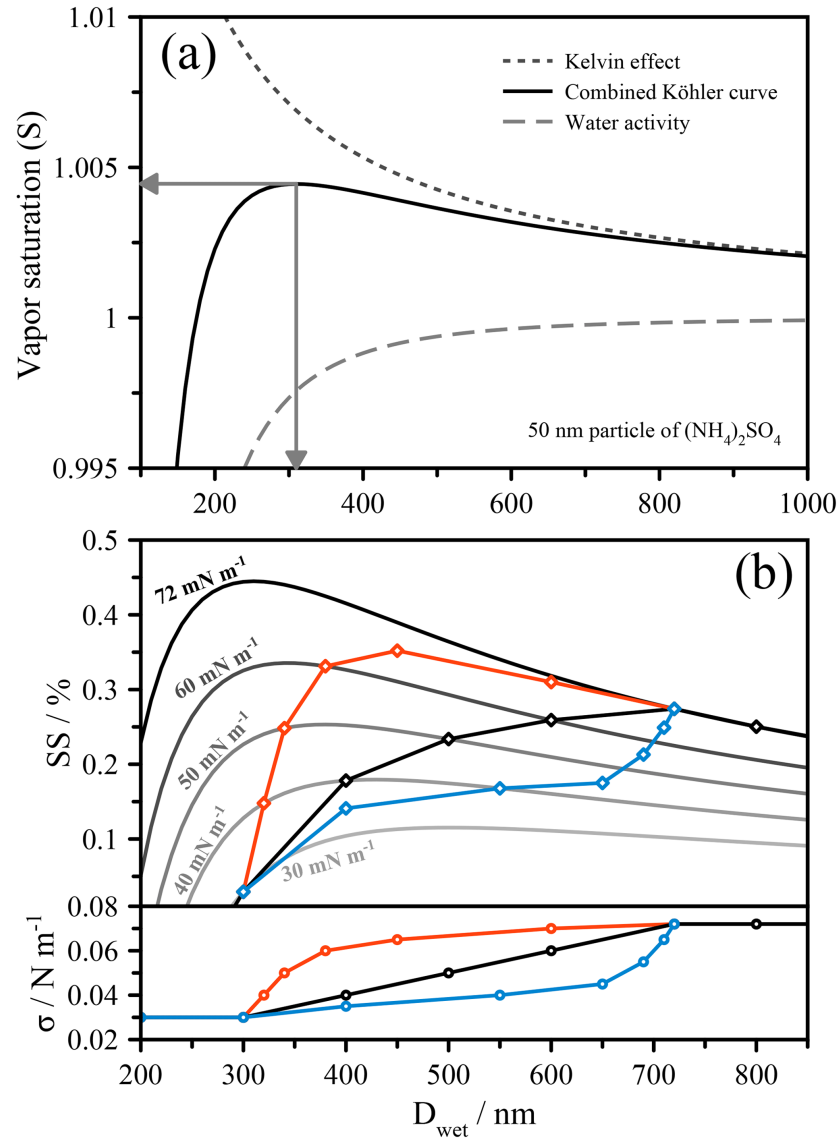 1.01
(a)
Kelvin effect
Combined Köhler curve
Water activity
1.005
Vapor saturation (S)
1
50 nm particle of (NH₄)₂SO₄
0.995
200 400 600 800 1000
0.5
(b)
72 mN m⁻¹
0.4
60 mN m⁻¹
0.3
SS / %
50 mN m⁻¹
0.2
40 mN m⁻¹
0.1
30 mN m⁻¹
0.08
0.06
σ / N m⁻¹
0.04
0.02
200 300 400 500 600 700 800
D_wet / nm